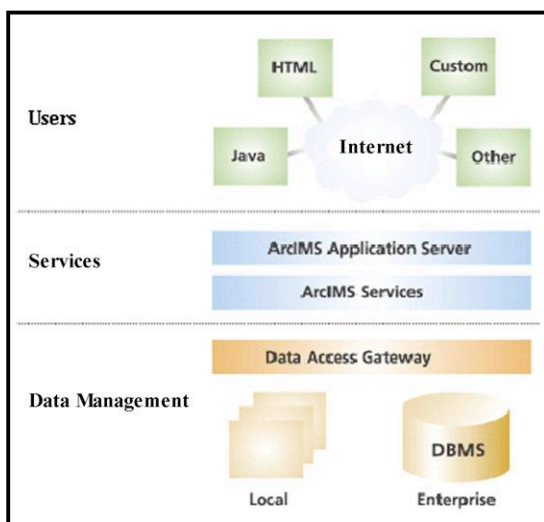 HTML
Custom
Users
Internet
Java
Other
Services
ArcIMS Application Server
ArcIMS Services
Data Access Gateway
Data Management
DBMS
Local
Enterprise